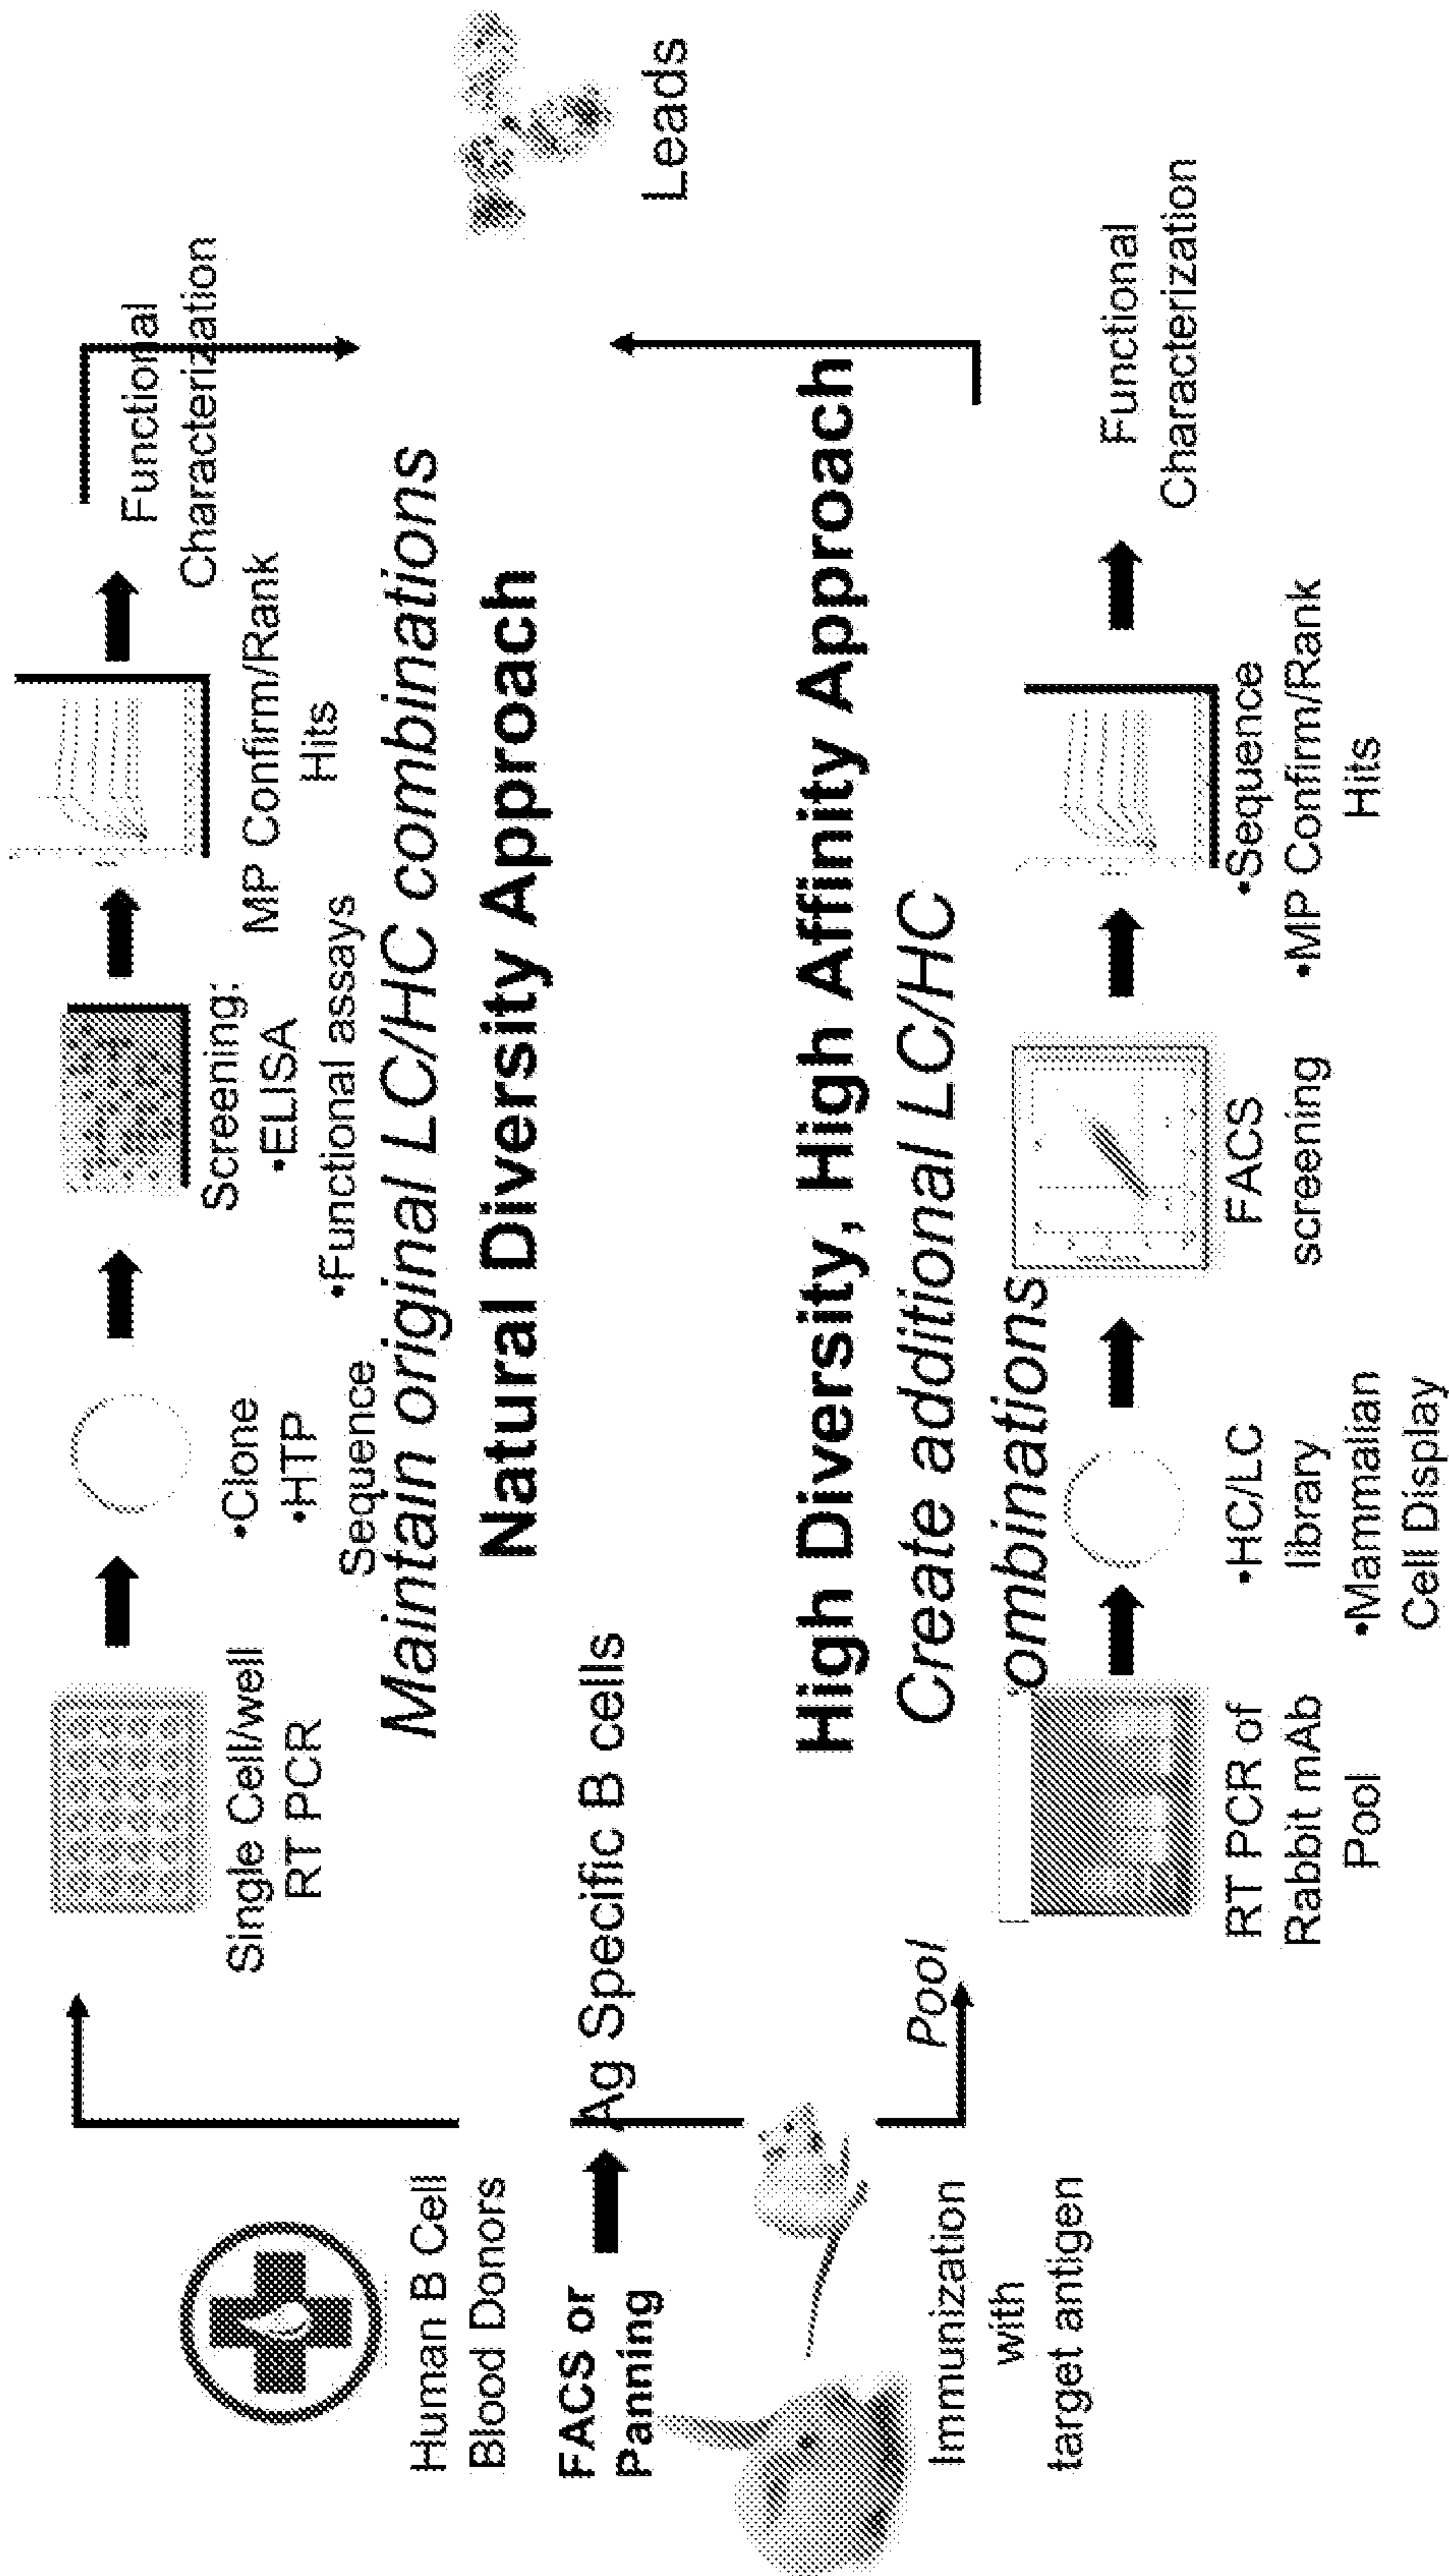 Human B Cell
Blood Donors
FACS or
Panning
Immunization
with
target antigen
Ag Specific B cells
Pool
Single Cell/well
RT PCR
•Clone
•HTP
Sequence
Screening:
•ELISA
•Functional assays
MP Confirm/Rank
Hits
Functional
Characterization
Maintain original LC/HC combinations
Natural Diversity Approach
High Diversity, High Affinity Approach
Create additional LC/HC
ombinations
RT PCR of
Rabbit mAb
Pool
•HC/LC
library
•Mammalian
Cell Display
FACS
screening
•Sequence
•MP Confirm/Rank
Hits
Functional
Characterization
Leads